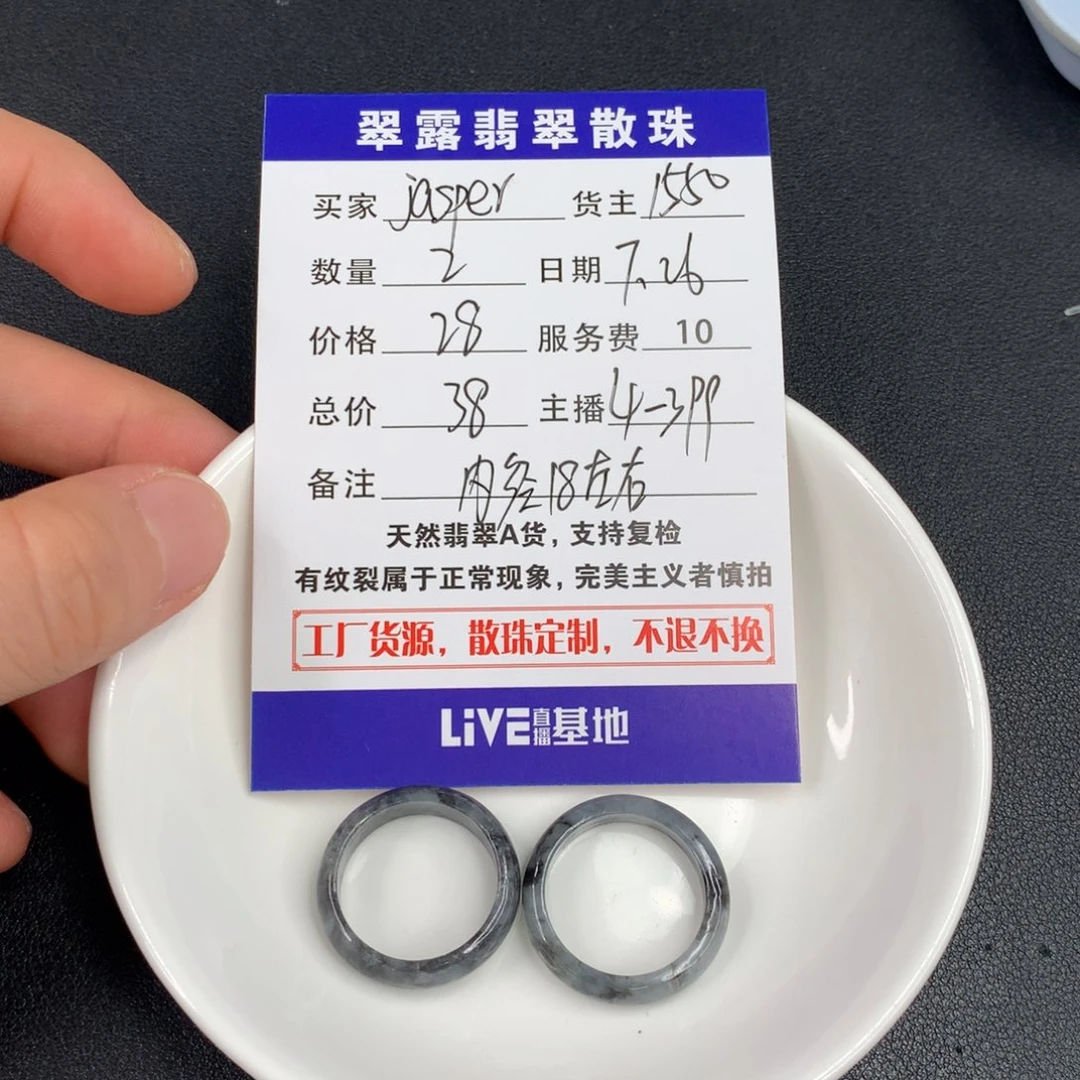 翠露翡翠散珠
买家 jasper 货主 1550
数量 2 日期 7.26
价格 28 服务费 10
总价 38 主播 4-399
备注 内径18左右
天然翡翠A货，支持复检
有纹裂属于正常现象，完美主义者慎拍
工厂货源，散珠定制，不退不换
LiVE直播基地